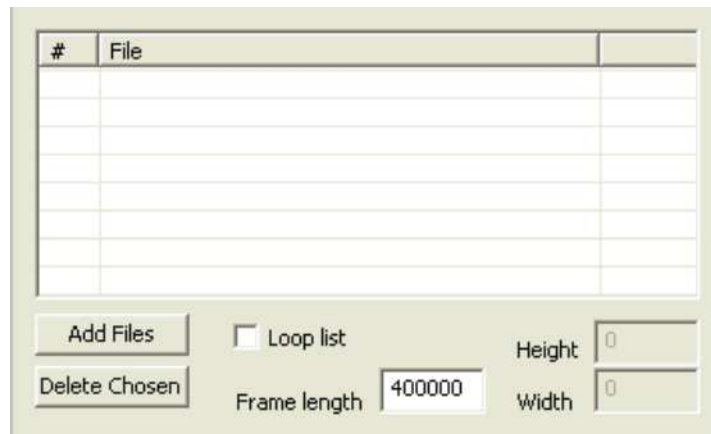 # File
Add Files Loop list Height 0
Delete Chosen Frame length 400000 Width 0